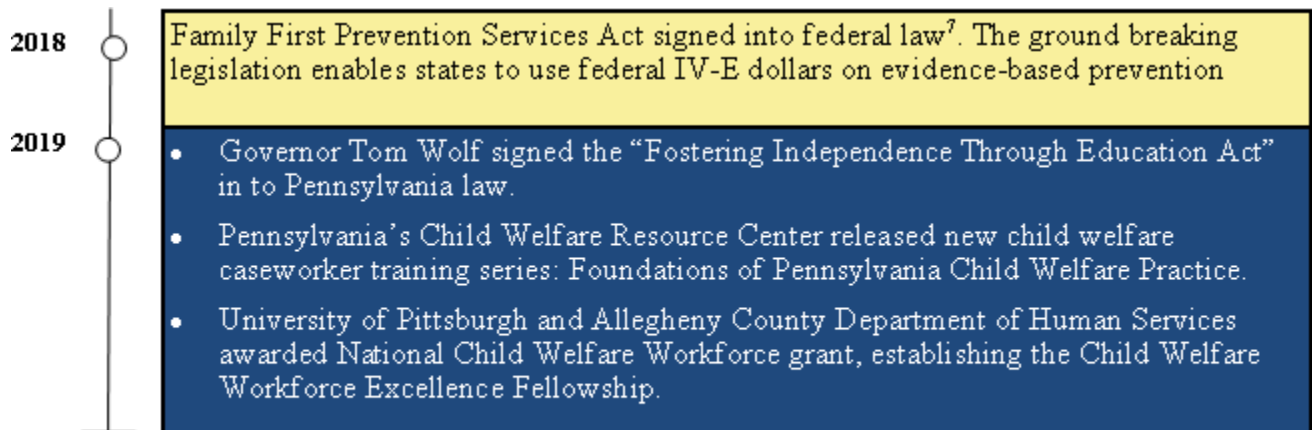 2018
Family First Prevention Services Act signed into federal law⁷. The ground breaking
legislation enables states to use federal IV-E dollars on evidence-based prevention
2019
• Governor Tom Wolf signed the “Fostering Independence Through Education Act”
in to Pennsylvania law.
• Pennsylvania’s Child Welfare Resource Center released new child welfare
caseworker training series: Foundations of Pennsylvania Child Welfare Practice.
• University of Pittsburgh and Allegheny County Department of Human Services
awarded National Child Welfare Workforce grant, establishing the Child Welfare
Workforce Excellence Fellowship.